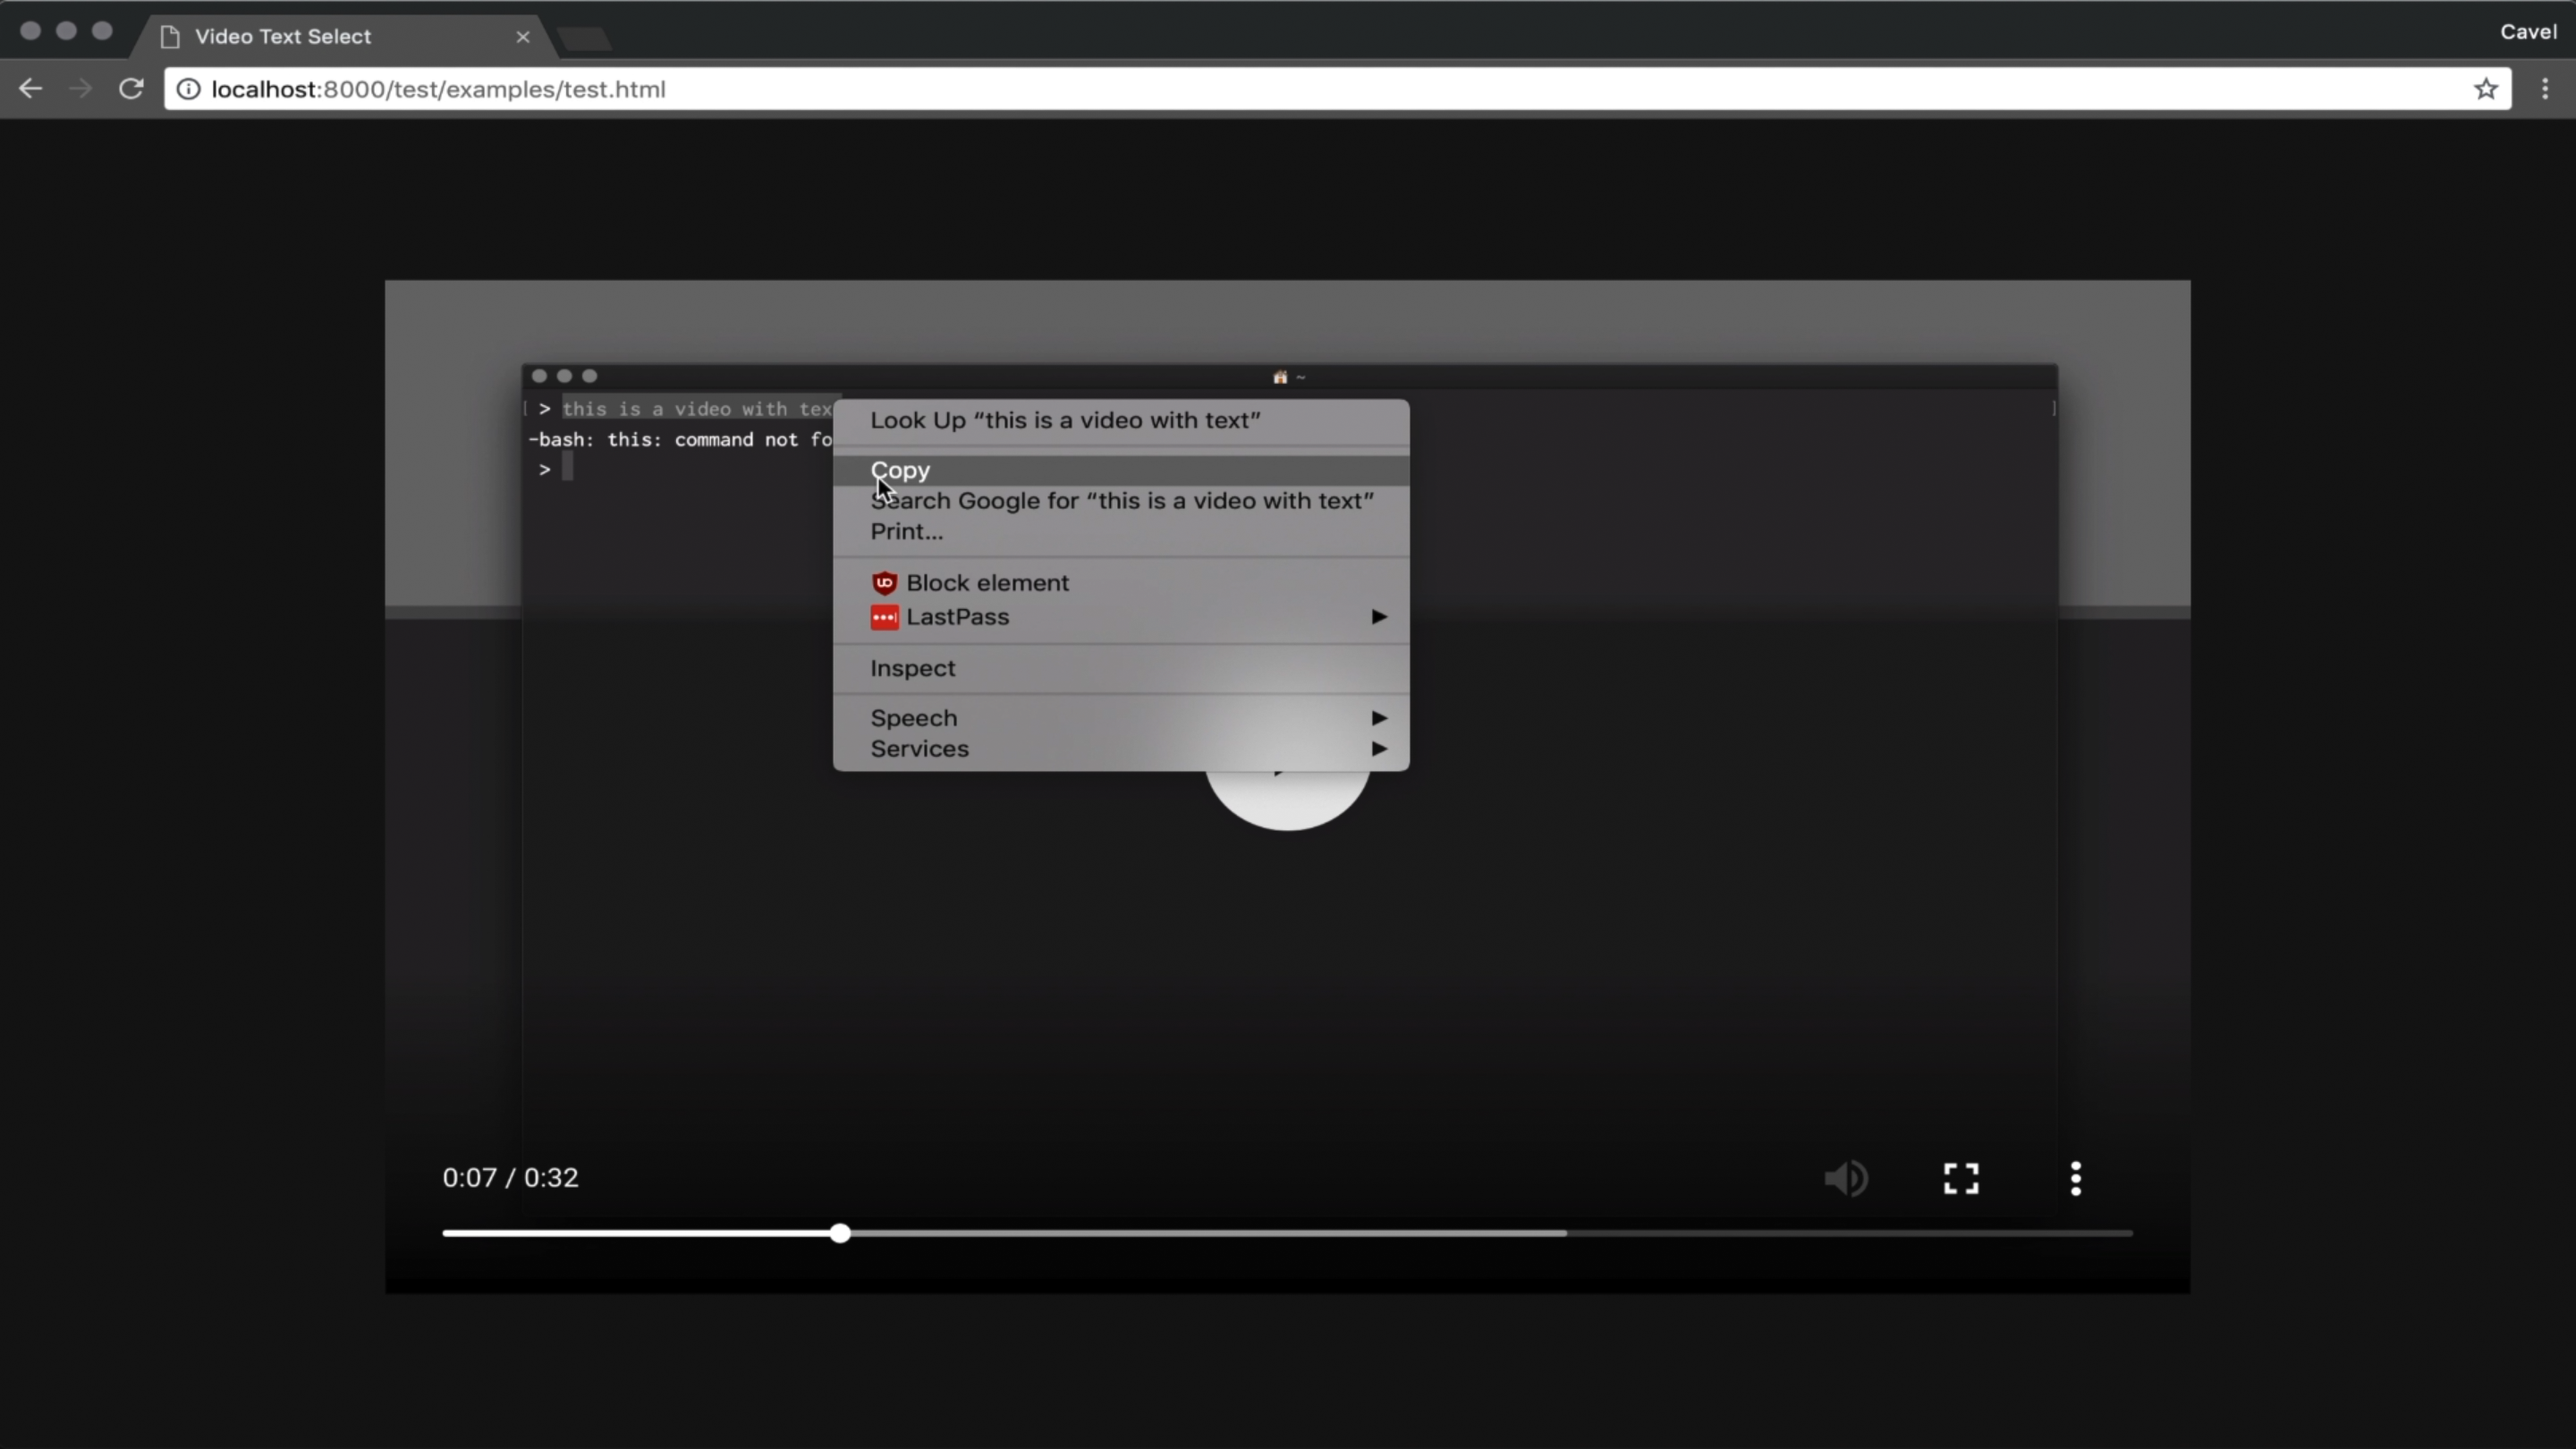 Video Text Select
Cavel
localhost:8000/test/examples/test.html
~
[ > this is a video with tex ]
-bash: this: command not fo
>
Look Up “this is a video with text”
Copy
Search Google for “this is a video with text”
Print...
Block element
LastPass
Inspect
Speech
Services
0:07 / 0:32